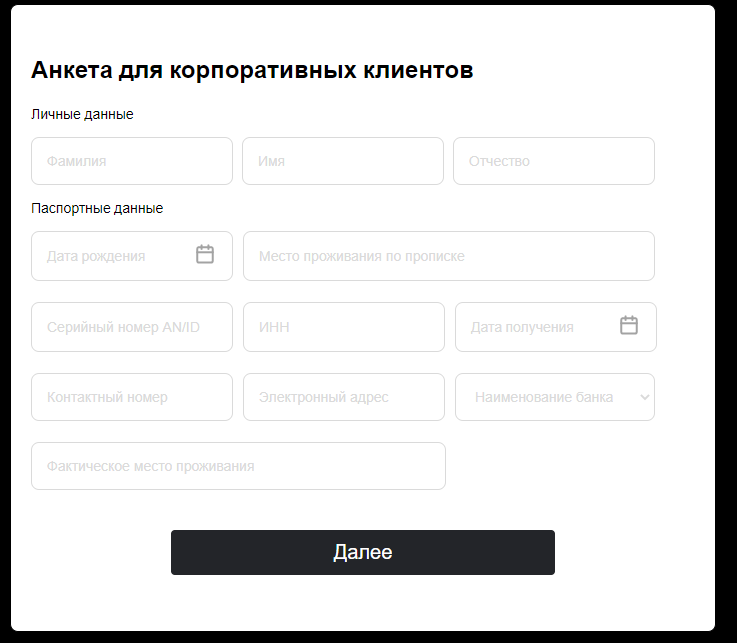 Анкета для корпоративных клиентов
Личные данные
Фамилия Имя Отчество
Паспортные данные
Дата рождения Место проживания по прописке
Серийный номер AN/ID ИНН Дата получения
Контактный номер Электронный адрес Наименование банка
Фактическое место проживания
Далее